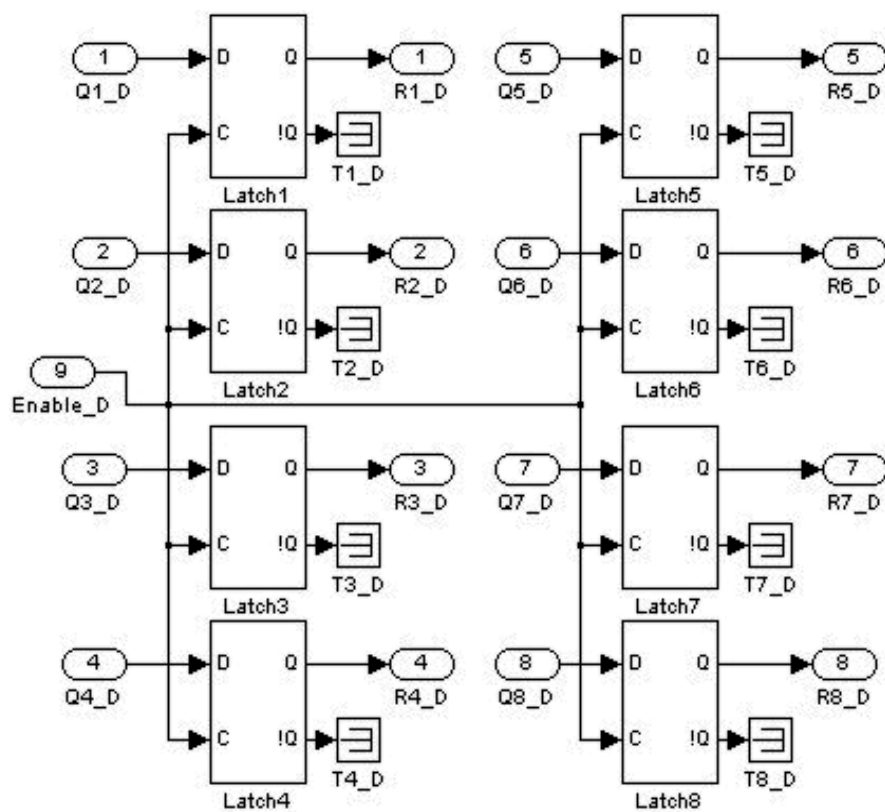 1 D Q 1 5 D Q 5
Q1_D R1_D Q5_D R5_D
C !Q C !Q
T1_D T5_D
Latch1 Latch5
2 D Q 2 6 D Q 6
Q2_D R2_D Q6_D R6_D
C !Q C !Q
T2_D T6_D
9 Latch2 Latch6
Enable_D
3 D Q 3 7 D Q 7
Q3_D R3_D Q7_D R7_D
C !Q C !Q
T3_D T7_D
Latch3 Latch7
4 D Q 4 8 D Q 8
Q4_D R4_D Q8_D R8_D
C !Q C !Q
T4_D T8_D
Latch4 Latch8